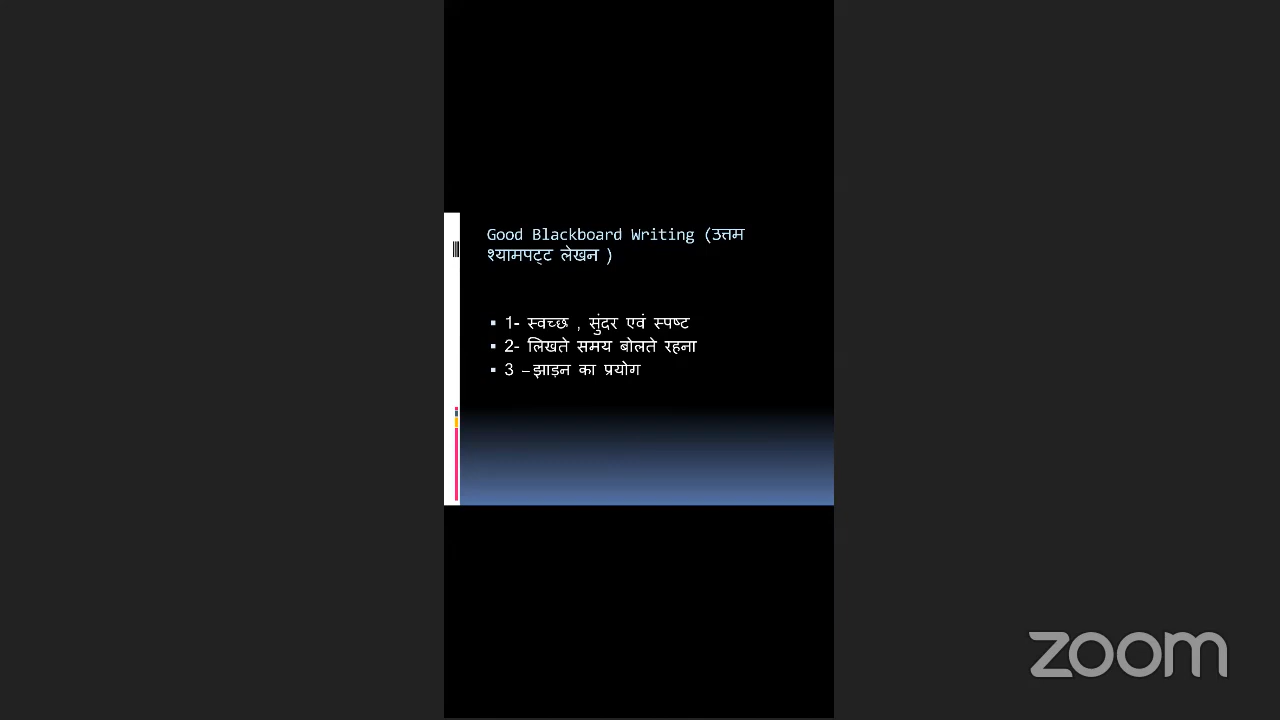 Good Blackboard Writing (उत्तम
श्यामपट्ट लेखन )
▪ 1- स्वच्छ , सुंदर एवं स्पष्ट
▪ 2- लिखते समय बोलते रहना
▪ 3 –झाड़न का प्रयोग
zoom